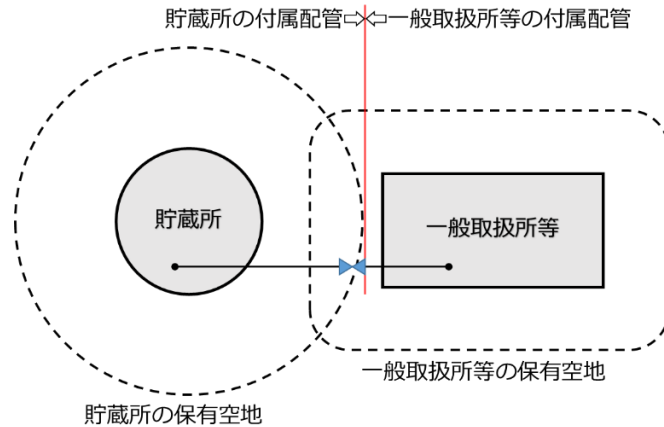 貯蔵所の付属配管⇨⇦一般取扱所等の付属配管
貯蔵所
一般取扱所等
一般取扱所等の保有空地
貯蔵所の保有空地